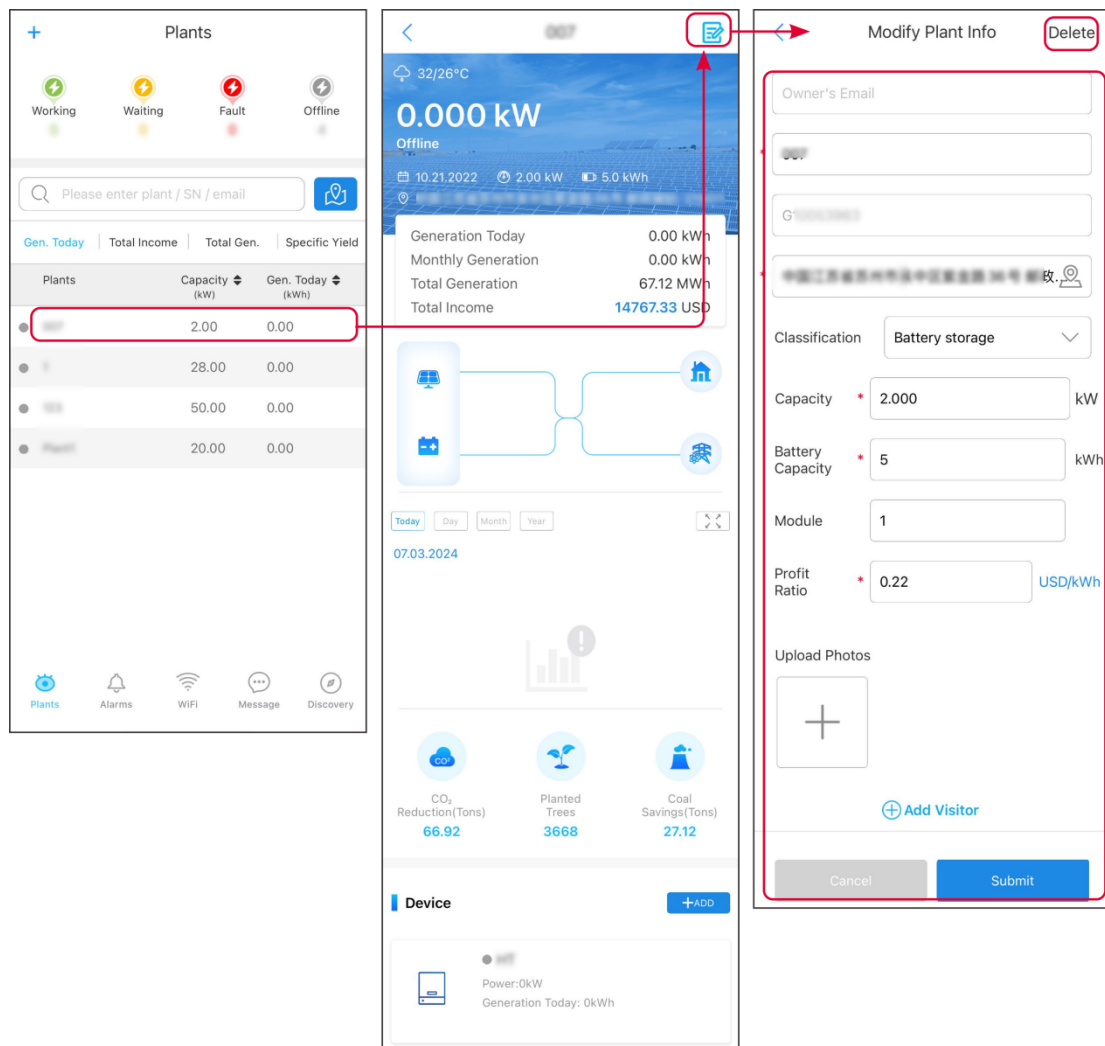 + Plants
Working Waiting Fault Offline
Please enter plant / SN / email
Gen. Today Total Income Total Gen. Specific Yield
Plants Capacity Gen. Today
(kW) (kWh)
2.00 0.00
28.00 0.00
50.00 0.00
20.00 0.00
Plants Alarms WiFi Message Discovery
007
32/26°C
0.000 kW
Offline
10.21.2022 2.00 kW 5.0 kWh
Generation Today 0.00 kWh
Monthly Generation 0.00 kWh
Total Generation 67.12 MWh
Total Income 14767.33 USD
Today Day Month Year
07.03.2024
CO₂
CO₂ Planted Coal
Reduction(Tons) Trees Savings(Tons)
66.92 3668 27.12
Device +ADD
Power:0kW
Generation Today: 0kWh
Modify Plant Info Delete
Owner's Email
* 007
G
* 政...
Classification Battery storage
Capacity * 2.000 kW
Battery
Capacity * 5 kWh
Module 1
Profit
Ratio * 0.22 USD/kWh
Upload Photos
Add Visitor
Cancel Submit